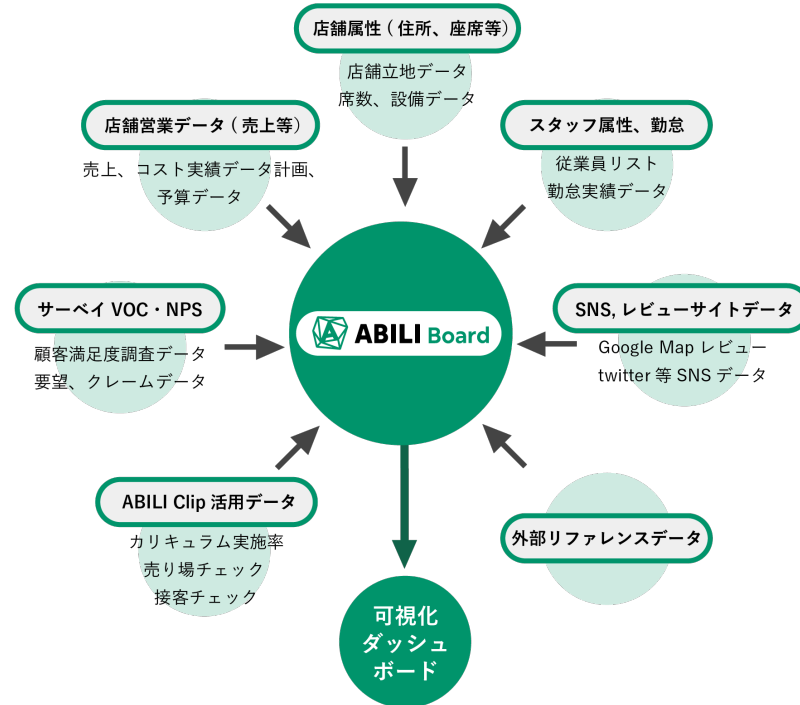 店舗属性 ( 住所、座席等)
店舗立地データ
席数、設備データ
店舗営業データ ( 売上等)
売上、コスト実績データ計画、
予算データ
スタッフ属性、勤怠
従業員リスト
勤怠実績データ
サーベイ VOC・NPS
顧客満足度調査データ
要望、クレームデータ
ABILI Board
SNS, レビューサイトデータ
Google Map レビュー
twitter 等 SNS データ
ABILI Clip 活用データ
カリキュラム実施率
売り場チェック
接客チェック
外部リファレンスデータ
可視化
ダッシュ
ボード